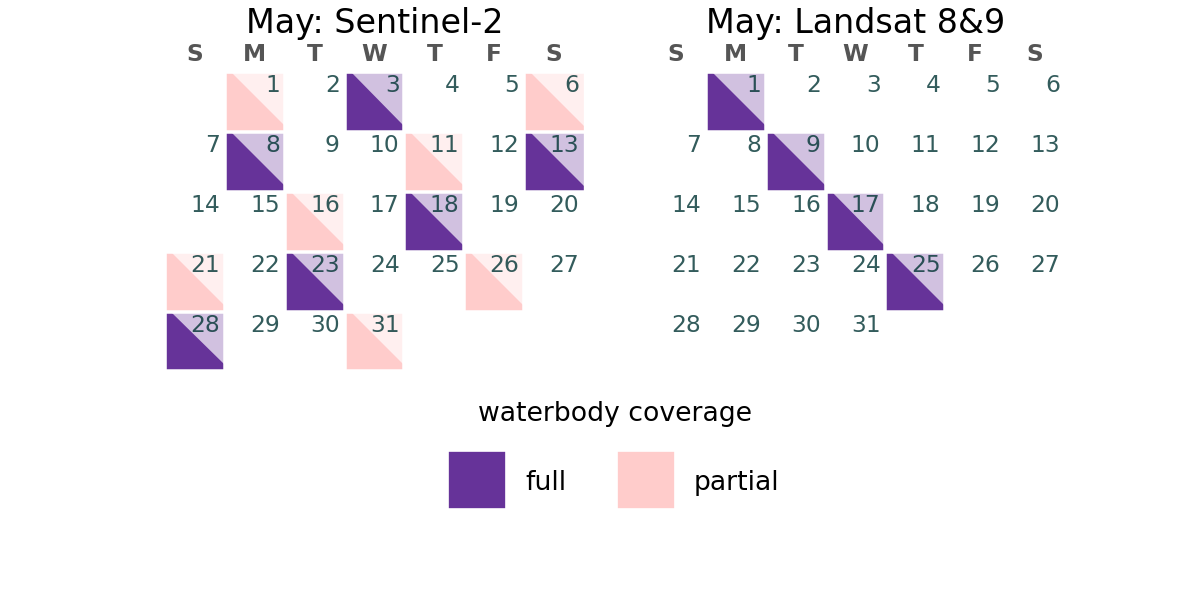 May: Sentinel-2
S M T W T F S
1 2 3 4 5 6
7 8 9 10 11 12 13
14 15 16 17 18 19 20
21 22 23 24 25 26 27
28 29 30 31
May: Landsat 8&9
S M T W T F S
1 2 3 4 5 6
7 8 9 10 11 12 13
14 15 16 17 18 19 20
21 22 23 24 25 26 27
28 29 30 31
waterbody coverage
full partial